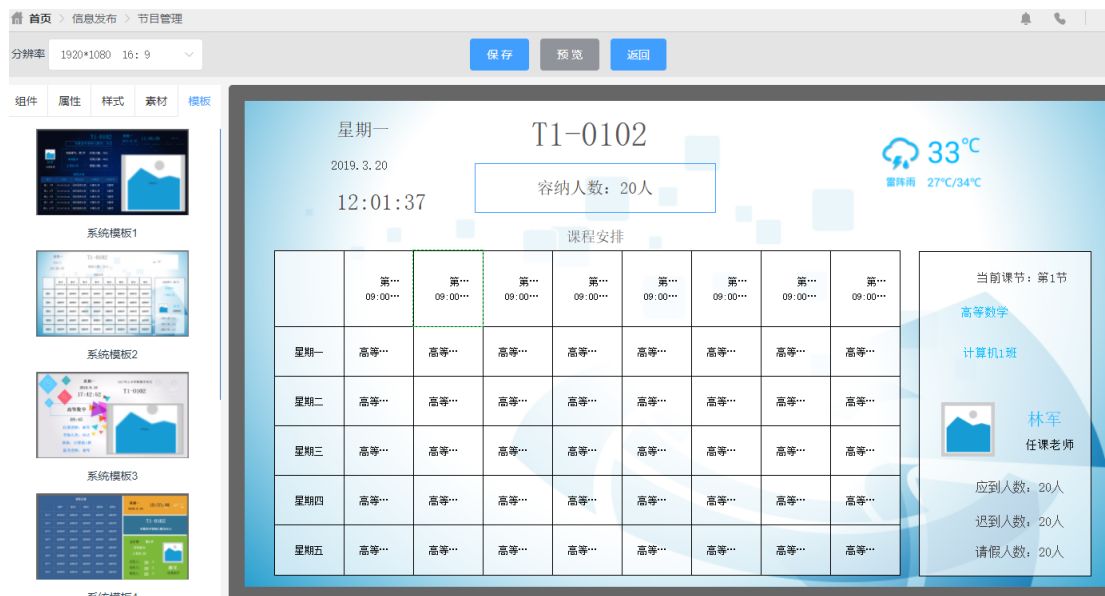 首页 > 信息发布 > 节目管理
分辨率 1920*1080 16: 9
保存 预览 返回
组件 属性 样式 素材 模板
系统模板1
系统模板2
系统模板3
星期一
2019.3.20
12:01:37
T1-0102
容纳人数：20人
33℃
雷阵雨 27℃/34℃
课程安排
第… 第… 第… 第… 第… 第… 第… 第…
09:00… 09:00… 09:00… 09:00… 09:00… 09:00… 09:00… 09:00…
星期一 高等… 高等… 高等… 高等… 高等… 高等… 高等… 高等…
星期二 高等… 高等… 高等… 高等… 高等… 高等… 高等… 高等…
星期三 高等… 高等… 高等… 高等… 高等… 高等… 高等… 高等…
星期四 高等… 高等… 高等… 高等… 高等… 高等… 高等… 高等…
星期五 高等… 高等… 高等… 高等… 高等… 高等… 高等… 高等…
当前课节：第1节
高等数学
计算机1班
林军
任课老师
应到人数：20人
迟到人数：20人
请假人数：20人